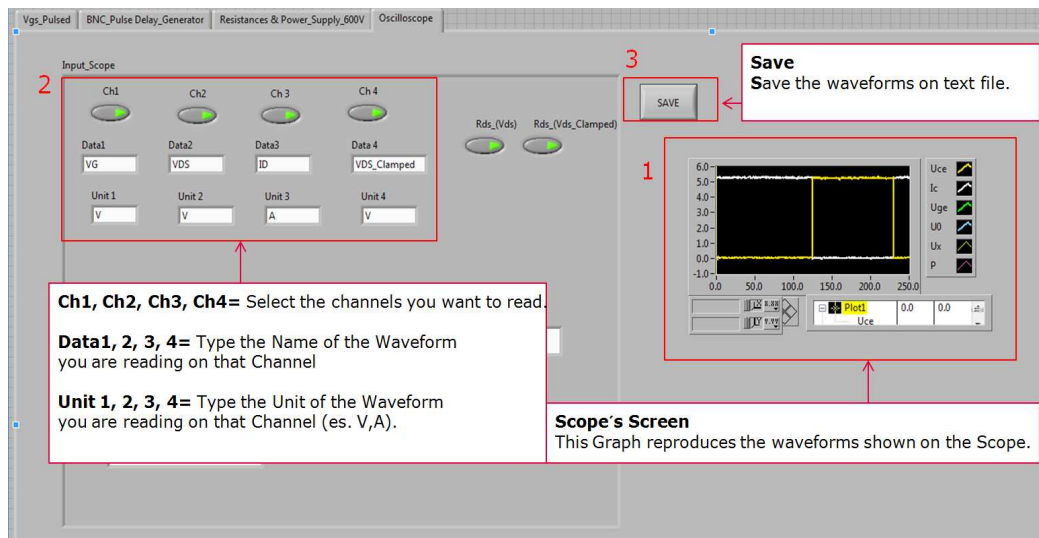 Vgs_Pulsed
BNC_Pulse Delay_Generator
Resistances & Power_Supply_600V
Oscilloscope
Input_Scope
2
Ch1
Ch2
Ch 3
Ch 4
Data1
Data2
Data3
Data 4
VG
VDS
ID
VDS_Clamped
Unit 1
Unit 2
Unit 3
Unit 4
V
V
A
V
Rds_(Vds)
Rds_(Vds_Clamped)
3
SAVE
Save
Save the waveforms on text file.
1
6.0
5.0
4.0
3.0
2.0
1.0
0.0
-1.0
0.0
50.0
100.0
150.0
200.0
250.0
Uce
Ic
Uge
U0
Ux
P
Plot1
0.0
0.0
Uce
Ch1, Ch2, Ch3, Ch4= Select the channels you want to read.
Data1, 2, 3, 4= Type the Name of the Waveform
you are reading on that Channel
Unit 1, 2, 3, 4= Type the Unit of the Waveform
you are reading on that Channel (es. V,A).
Scope´s Screen
This Graph reproduces the waveforms shown on the Scope.